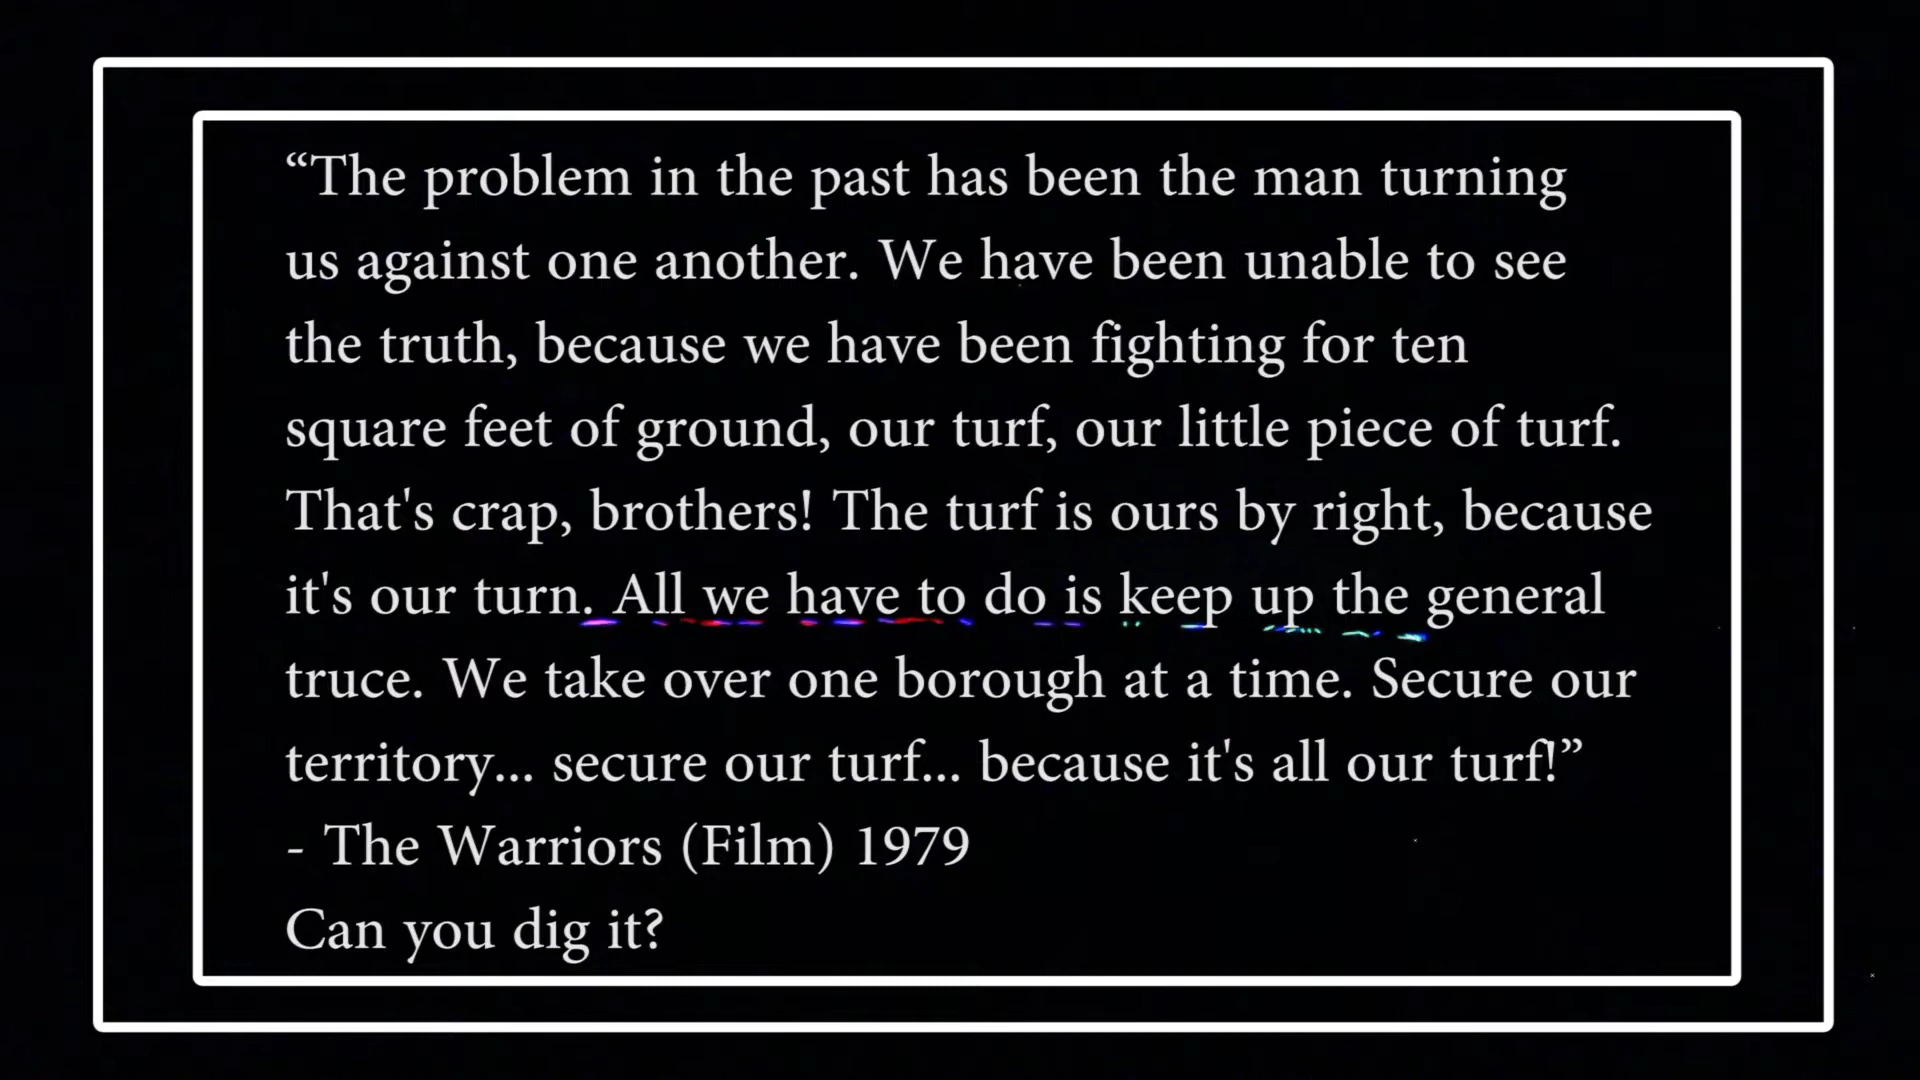 “The problem in the past has been the man turning
us against one another. We have been unable to see
the truth, because we have been fighting for ten
square feet of ground, our turf, our little piece of turf.
That's crap, brothers! The turf is ours by right, because
it's our turn. All we have to do is keep up the general
truce. We take over one borough at a time. Secure our
territory... secure our turf... because it's all our turf!”
- The Warriors (Film) 1979
Can you dig it?